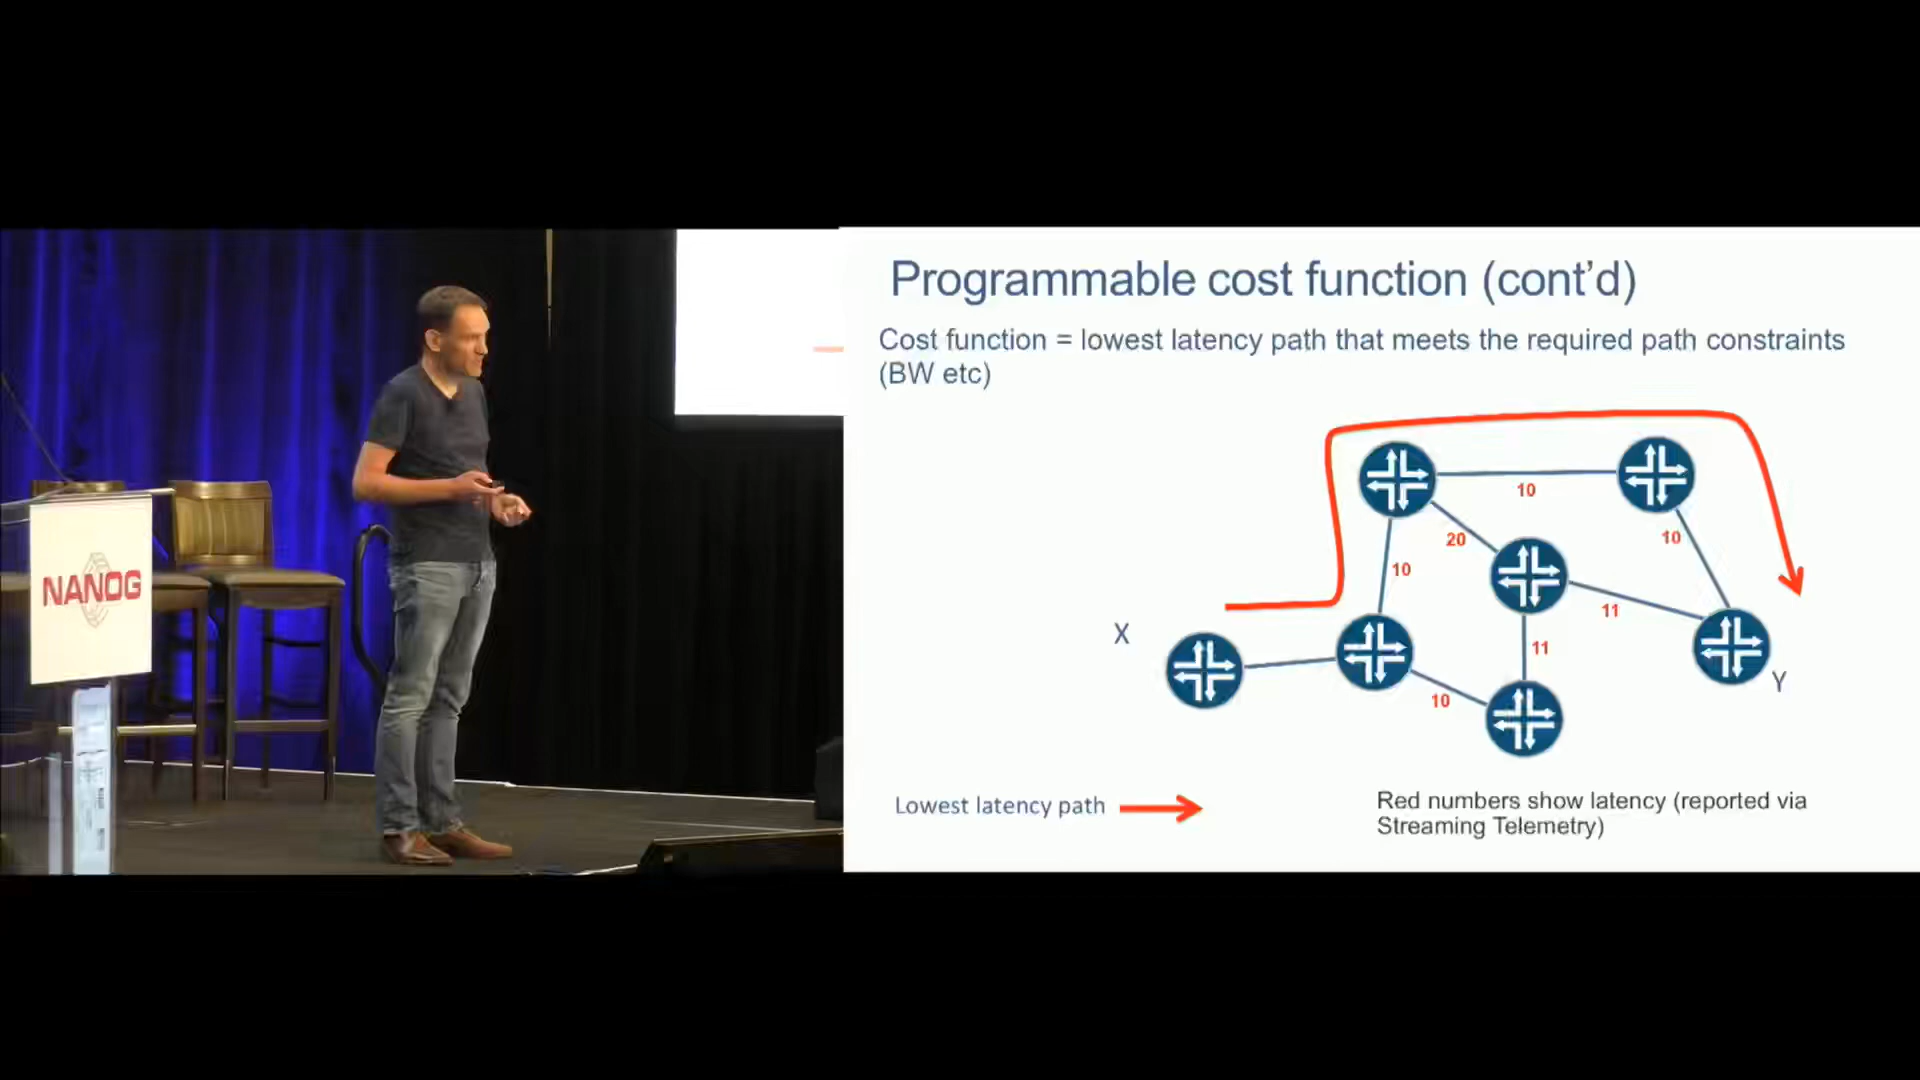 NANOG
Programmable cost function (cont’d)
Cost function = lowest latency path that meets the required path constraints
(BW etc)
10
20
10
10
11
11
X
10
Y
Lowest latency path
Red numbers show latency (reported via
Streaming Telemetry)